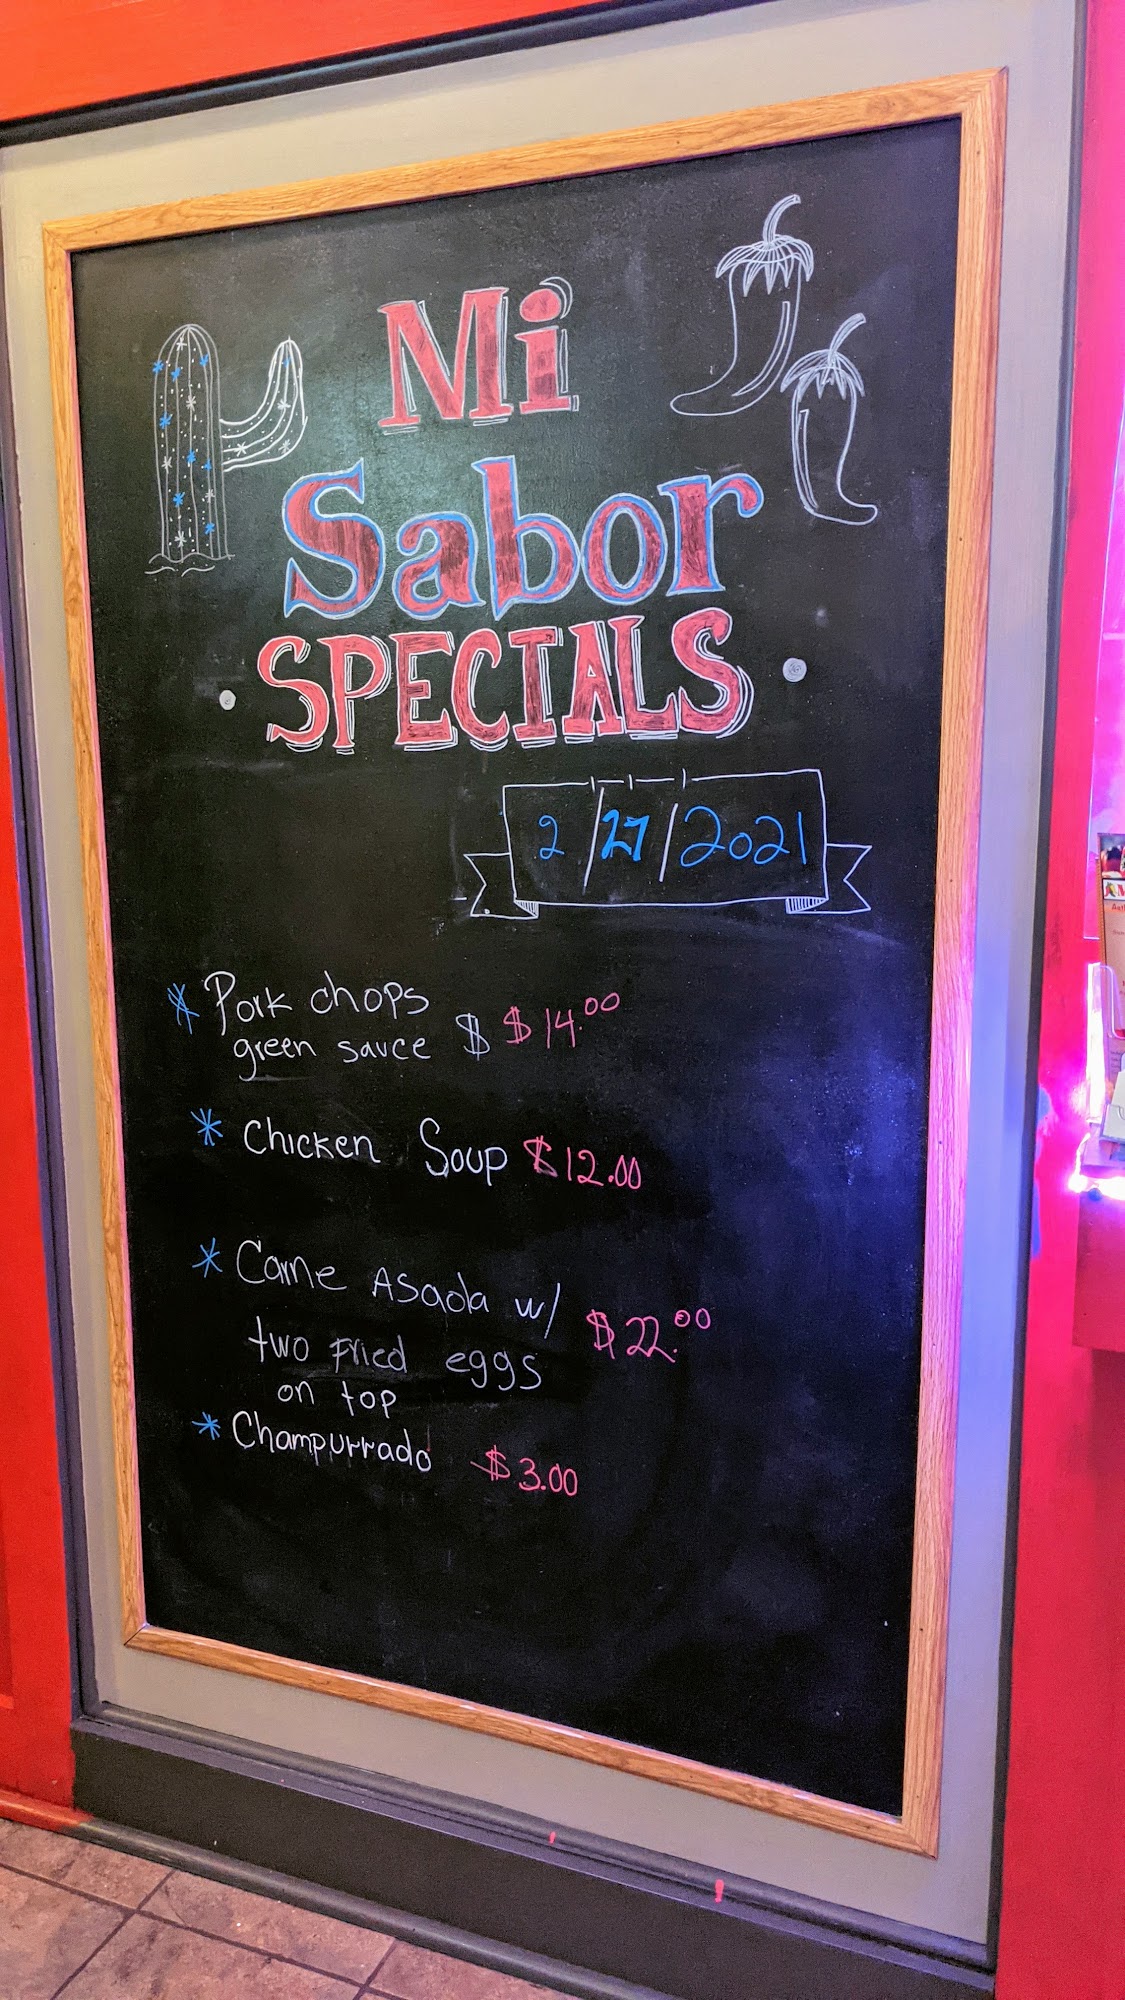 Mi
Sabor
SPECIALS
2/27/2021
* Pork chops
green sauce $ $14.00
* Chicken Soup $12.00
* Carne Asada w/
two fried eggs $22.00
on top
* Champurrado $3.00